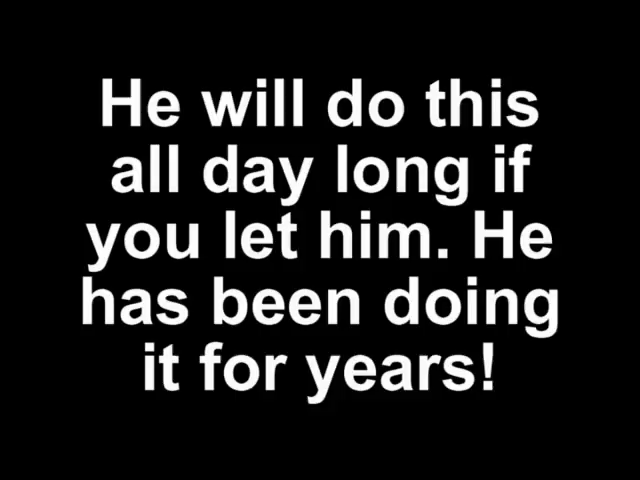 He will do this
all day long if
you let him. He
has been doing
it for years!